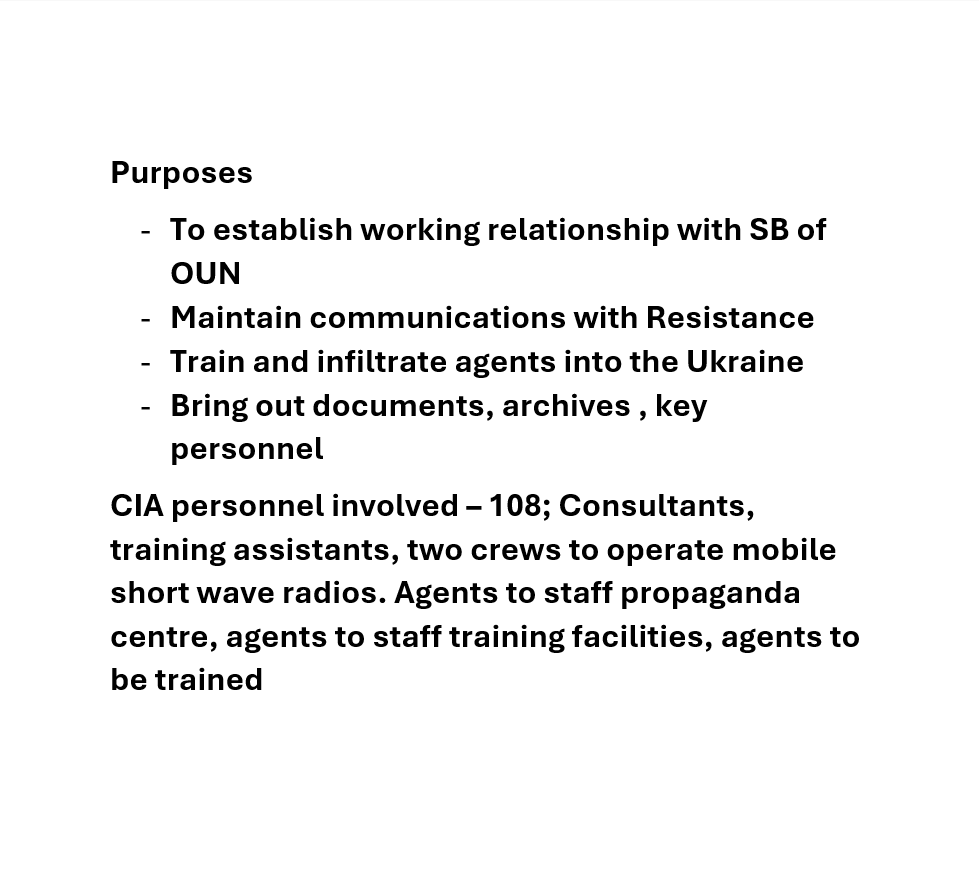 Purposes
- To establish working relationship with SB of
OUN
- Maintain communications with Resistance
- Train and infiltrate agents into the Ukraine
- Bring out documents, archives , key
personnel
CIA personnel involved – 108; Consultants,
training assistants, two crews to operate mobile
short wave radios. Agents to staff propaganda
centre, agents to staff training facilities, agents to
be trained